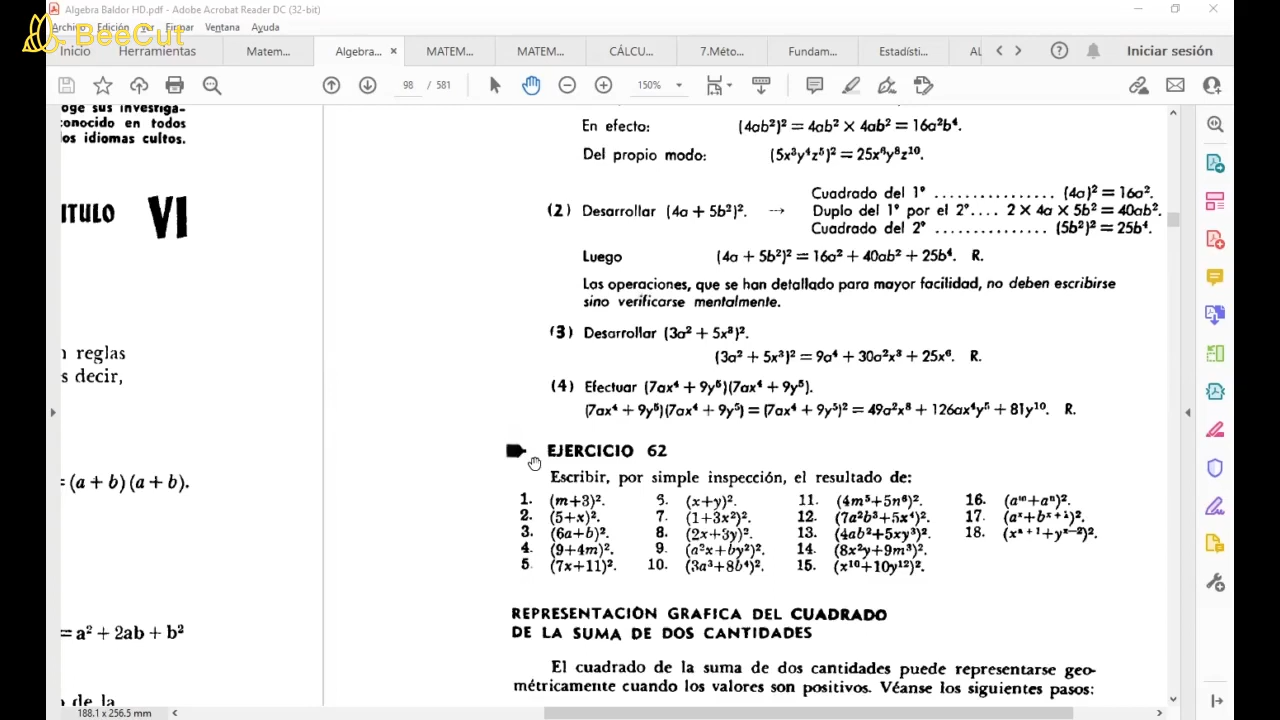 Algebra Baldor HD.pdf - Adobe Acrobat Reader DC (32-bit)
Archivo Edición Ver Firmar Ventana Ayuda
BeeCut
Inicio Herramientas Matem... Algebra... × MATEM... MATEM... CÁLCU... 7.Méto... Fundam... Estadísti... AL Iniciar sesión
98 / 581 150%
oge sus investiga-
conocido en todos
los idiomas cultos.
ITULO VI
n reglas
s decir,
= (a + b) (a + b).
= a² + 2ab + b²
o de la
En efecto: (4ab²)² = 4ab² × 4ab² = 16a²b⁴.
Del propio modo: (5x³y⁴z⁵)² = 25x⁶y⁸z¹⁰.
(2) Desarrollar (4a + 5b²)². → Cuadrado del 1° ................ (4a)² = 16a².
Duplo del 1° por el 2°.... 2 × 4a × 5b² = 40ab².
Cuadrado del 2° ............... (5b²)² = 25b⁴.
Luego (4a + 5b²)² = 16a² + 40ab² + 25b⁴. R.
Las operaciones, que se han detallado para mayor facilidad, no deben escribirse
sino verificarse mentalmente.
(3) Desarrollar (3a² + 5x³)².
(3a² + 5x³)² = 9a⁴ + 30a²x³ + 25x⁶. R.
(4) Efectuar (7ax⁴ + 9y⁵)(7ax⁴ + 9y⁵).
(7ax⁴ + 9y⁵)(7ax⁴ + 9y⁵) = (7ax⁴ + 9y⁵)² = 49a²x⁸ + 126ax⁴y⁵ + 81y¹⁰. R.
EJERCICIO 62
Escribir, por simple inspección, el resultado de:
1. (m+3)². 6. (x+y)². 11. (4m⁵+5n⁶)². 16. (aᵐ+aⁿ)².
2. (5+x)². 7. (1+3x²)². 12. (7a²b³+5x⁴)². 17. (aˣ+bˣ⁺¹)².
3. (6a+b)². 8. (2x+3y)². 13. (4ab²+5xy³)². 18. (xᵃ⁺¹+yˣ⁻²)².
4. (9+4m)². 9. (a²x+by²)². 14. (8x²y+9m³)².
5. (7x+11)². 10. (3a³+8b⁴)². 15. (x¹⁰+10y¹²)².
REPRESENTACION GRAFICA DEL CUADRADO
DE LA SUMA DE DOS CANTIDADES
El cuadrado de la suma de dos cantidades puede representarse geo-
métricamente cuando los valores son positivos. Véanse los siguientes pasos:
188.1 x 256.5 mm